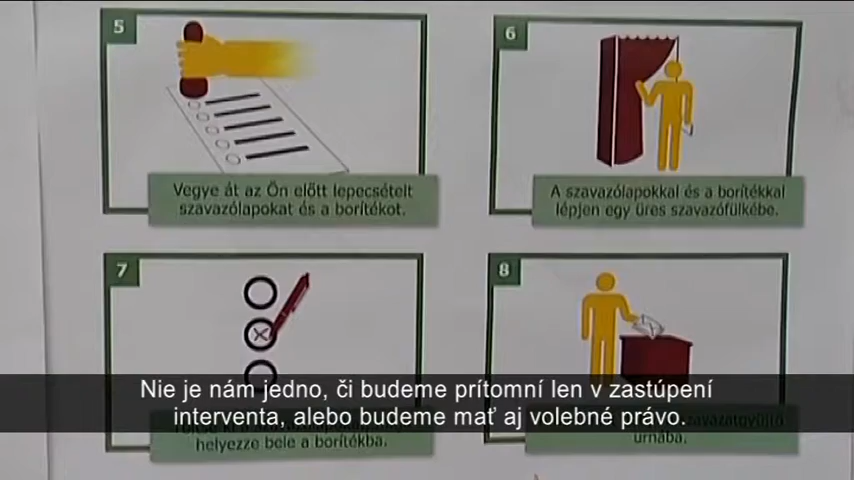 5
Vegye át az Ön előtt lepecsételt
szavazólapokat és a borítékot.
6
A szavazólapokkal és a borítékkal
lépjen egy üres szavazófülkébe.
7
helyezze bele a borítékba.
8
urnába.
Nie je nám jedno, či budeme prítomní len v zastúpení
interventa, alebo budeme mať aj volebné právo.